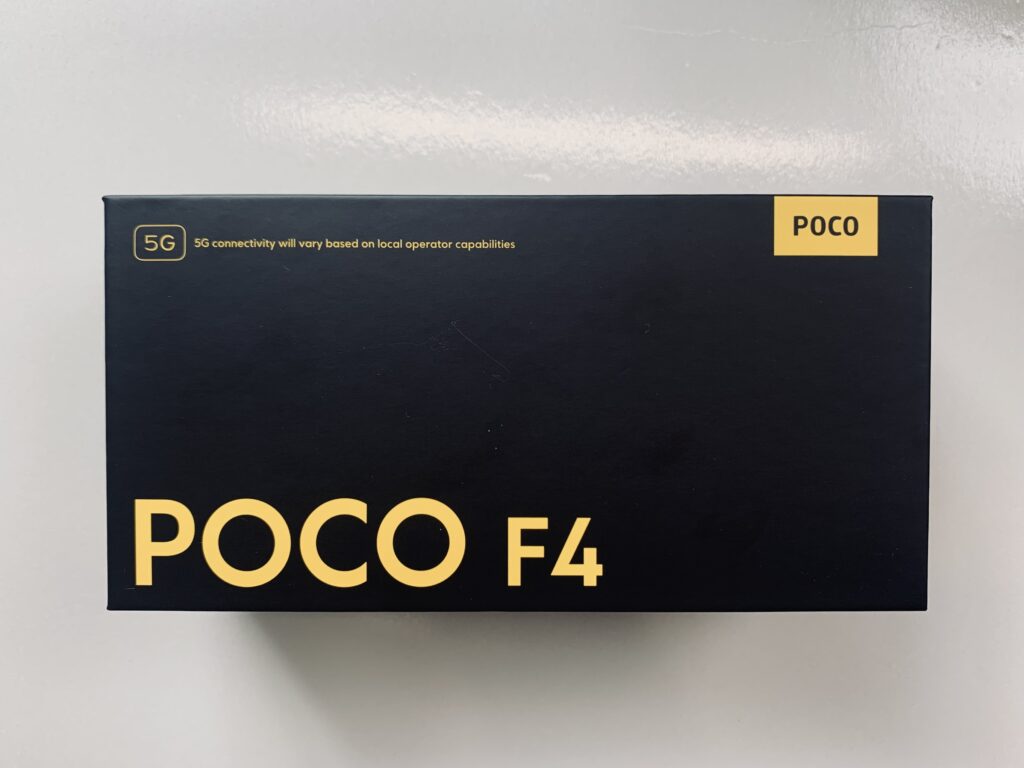 5G 5G connectivity will vary based on local operator capabilities
POCO
POCO F4